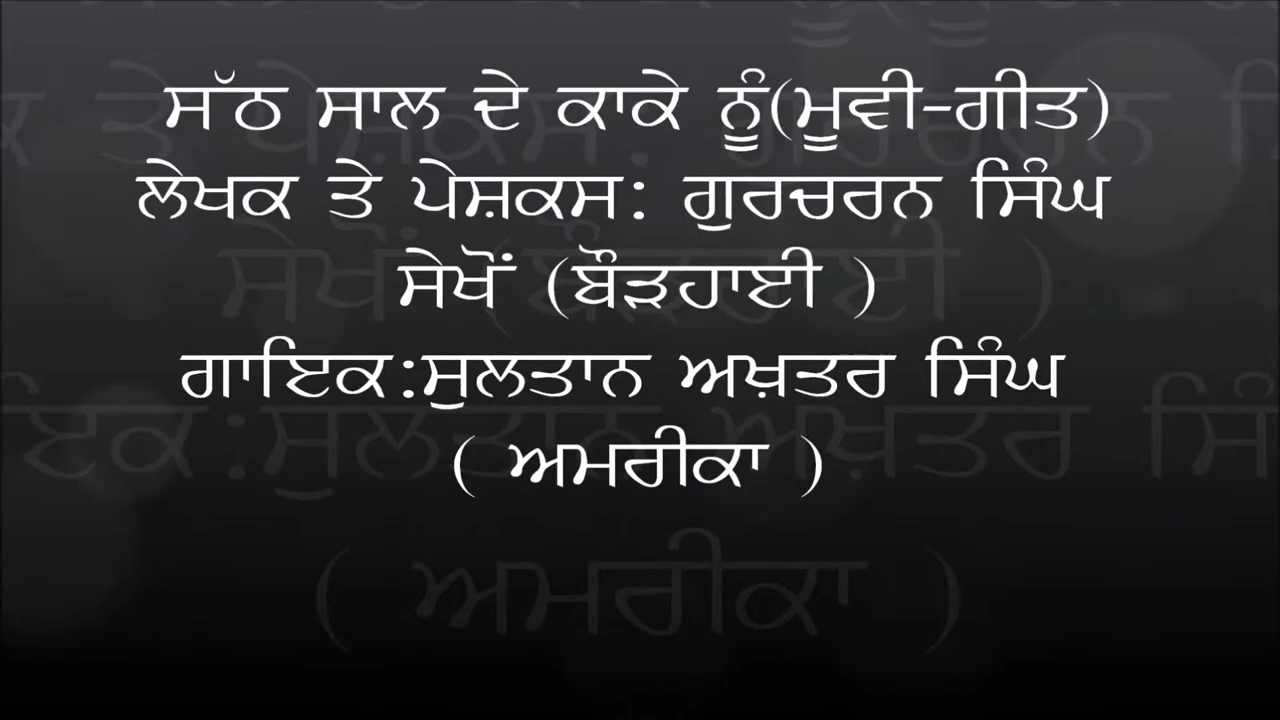 ਸੱਠ ਸਾਲ ਦੇ ਕਾਕੇ ਨੂੰ(ਮੂਵੀ-ਗੀਤ)
ਲੇਖਕ ਤੇ ਪੇਸ਼ਕਸ: ਗੁਰਚਰਨ ਸਿੰਘ
ਸੇਖੋਂ (ਬੌੜਹਾਈ )
ਗਾਇਕ:ਸੁਲਤਾਨ ਅਖ਼ਤਰ ਸਿੰਘ
( ਅਮਰੀਕਾ )